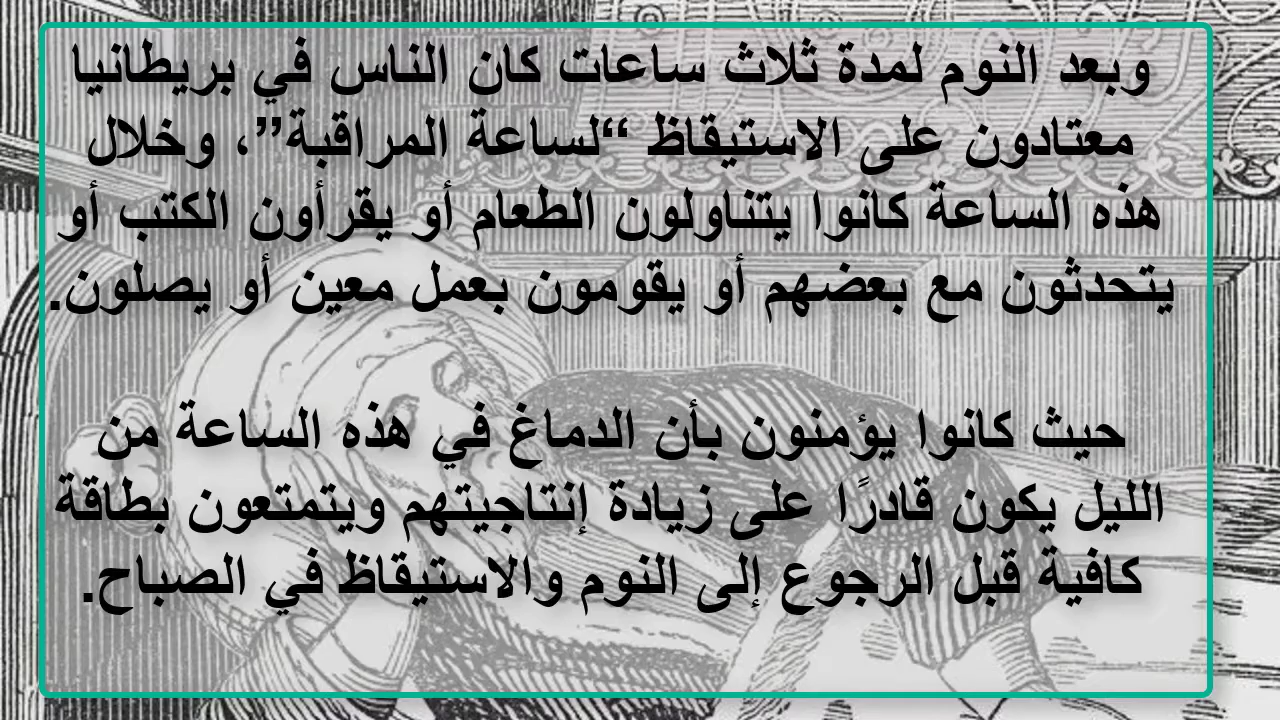 وبعد النوم لمدة ثلاث ساعات كان الناس في بريطانيا
معتادون على الاستيقاظ “لساعة المراقبة”، وخلال
هذه الساعة كانوا يتناولون الطعام أو يقرأون الكتب أو
يتحدثون مع بعضهم أو يقومون بعمل معين أو يصلون.
حيث كانوا يؤمنون بأن الدماغ في هذه الساعة من
الليل يكون قادرًا على زيادة إنتاجيتهم ويتمتعون بطاقة
كافية قبل الرجوع إلى النوم والاستيقاظ في الصباح.